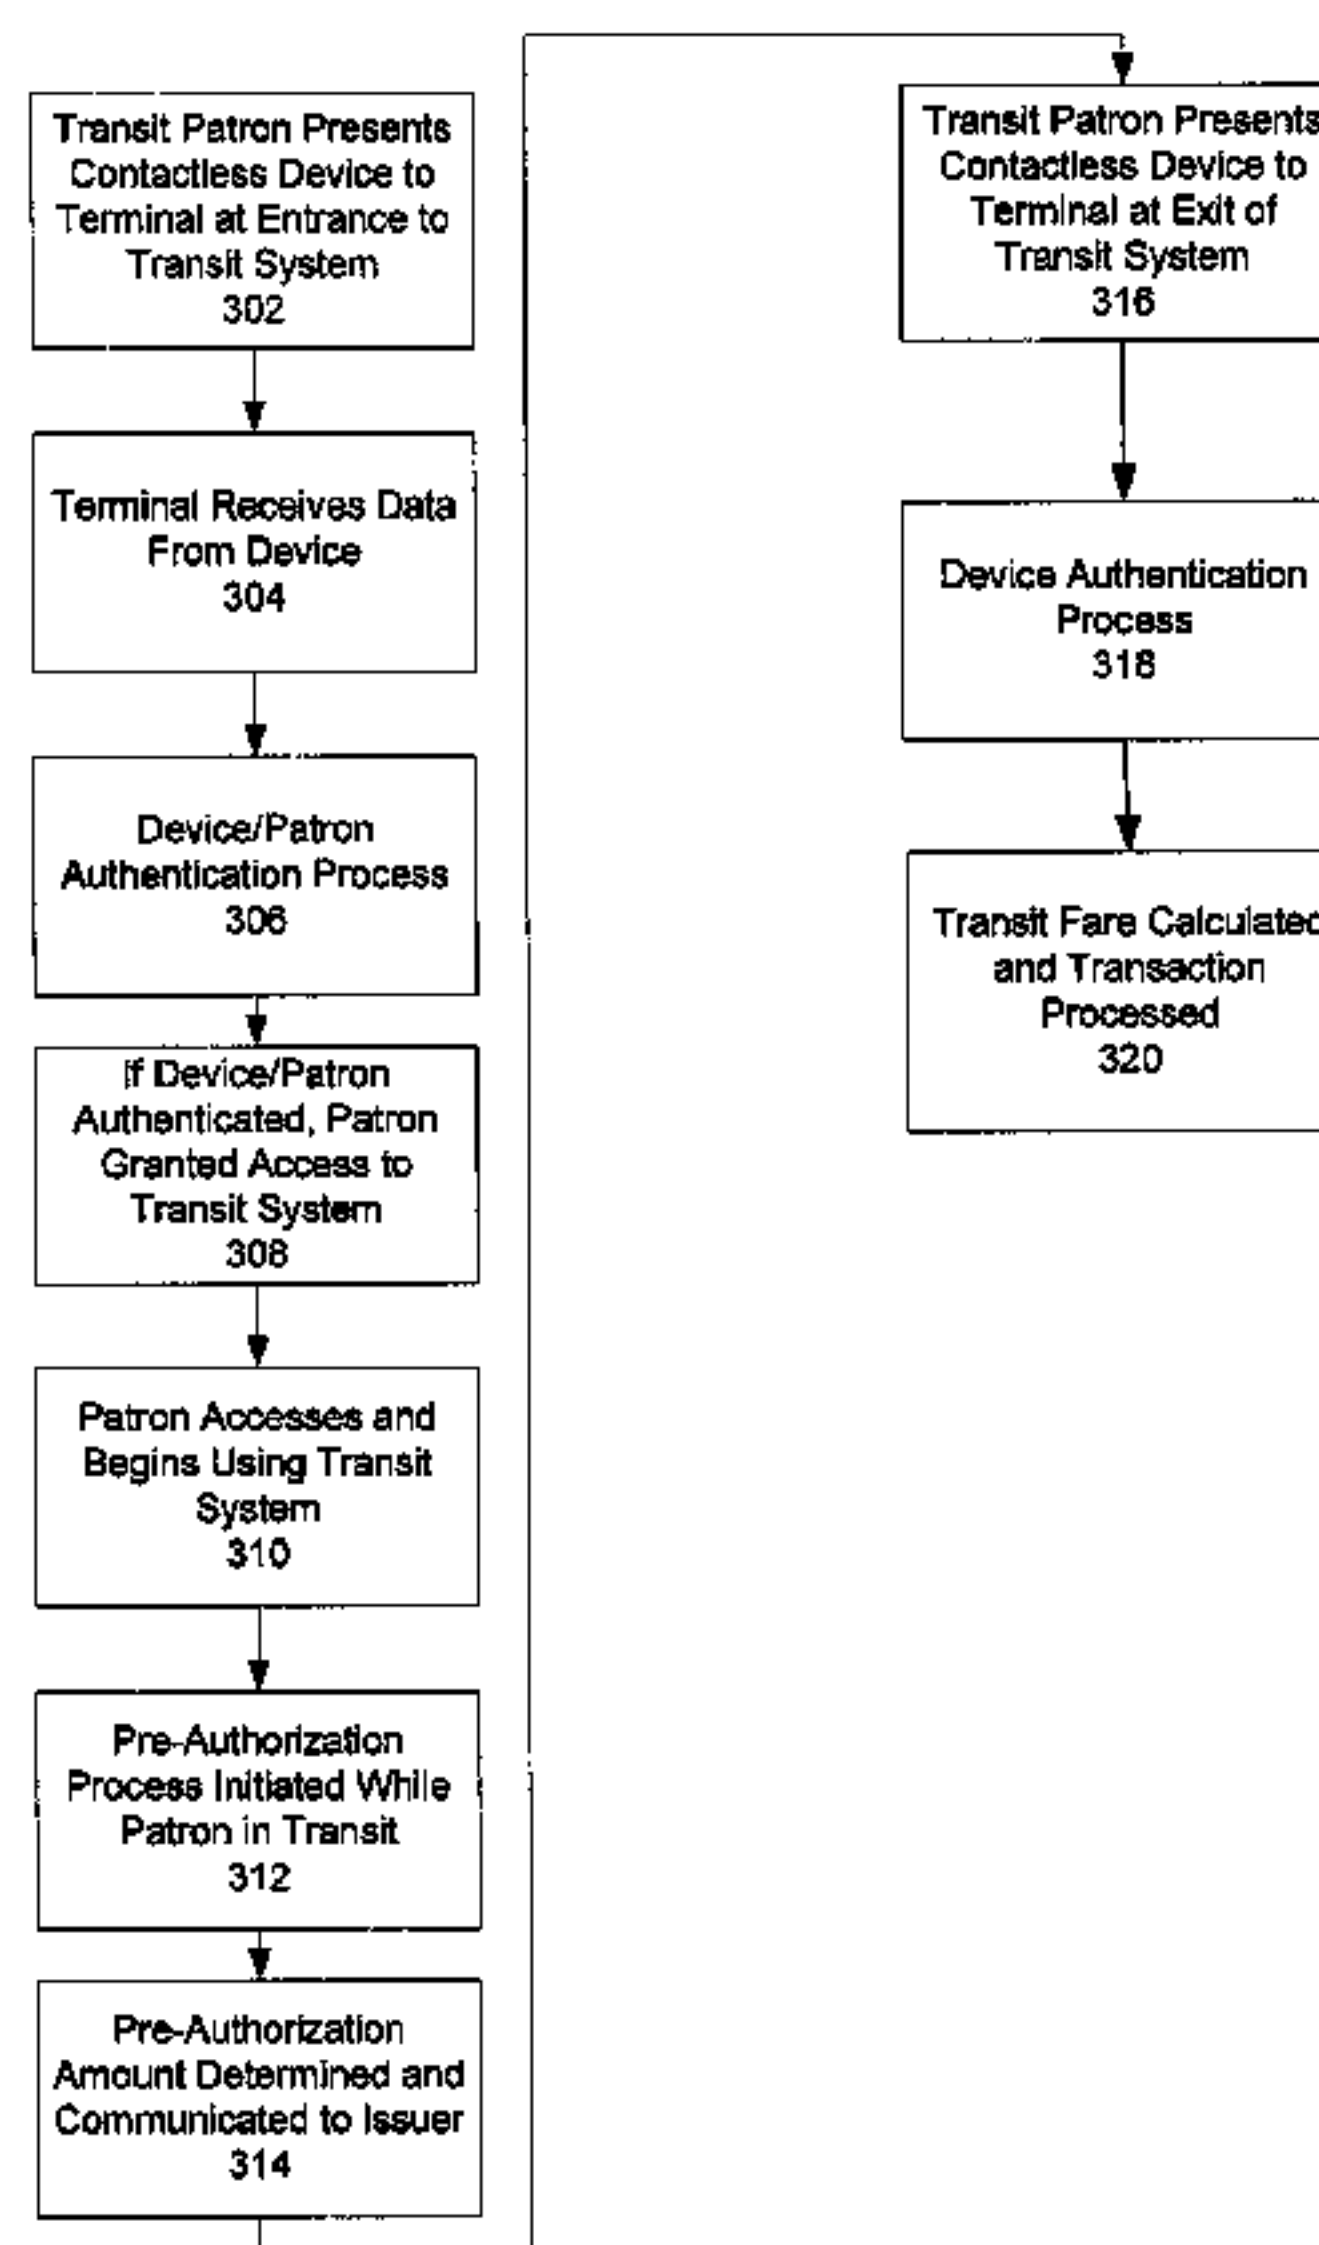 Transit Patron Presents
Contactless Device to
Terminal at Entrance to
Transit System
302
Terminal Receives Data
From Device
304
Device/Patron
Authentication Process
306
If Device/Patron
Authenticated, Patron
Granted Access to
Transit System
308
Patron Accesses and
Begins Using Transit
System
310
Pre-Authorization
Process Initiated While
Patron in Transit
312
Pre-Authorization
Amount Determined and
Communicated to Issuer
314
Transit Patron Presents
Contactless Device to
Terminal at Exit of
Transit System
316
Device Authentication
Process
318
Transit Fare Calculated
and Transaction
Processed
320